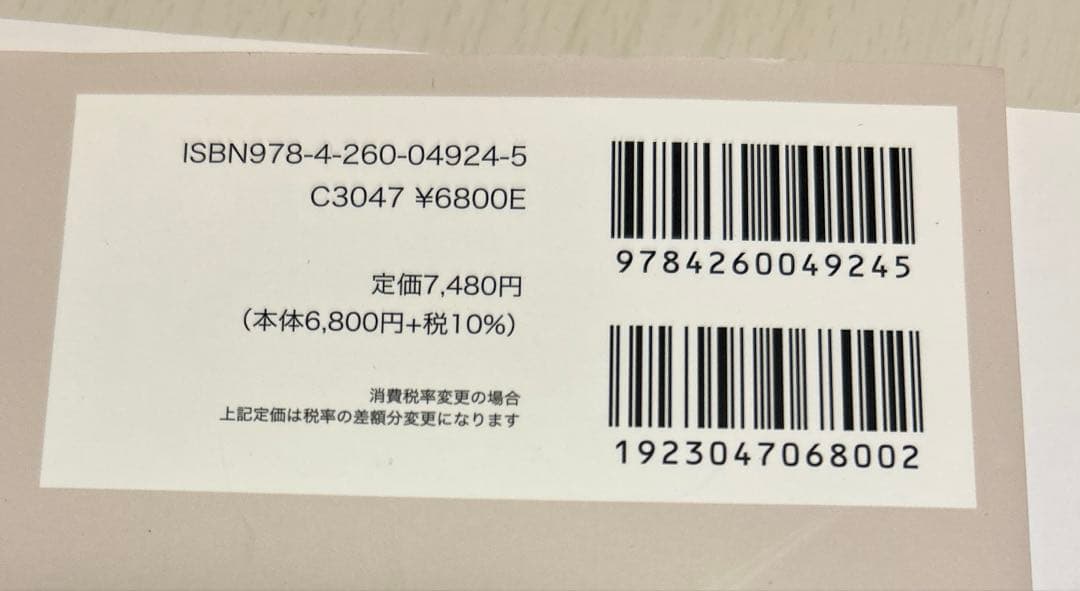 ISBN978-4-260-04924-5
C3047 ¥6800E
定価7,480円
（本体6,800円+税10%）
消費税率変更の場合
上記定価は税率の差額分変更になります
9784260049245
1923047068002